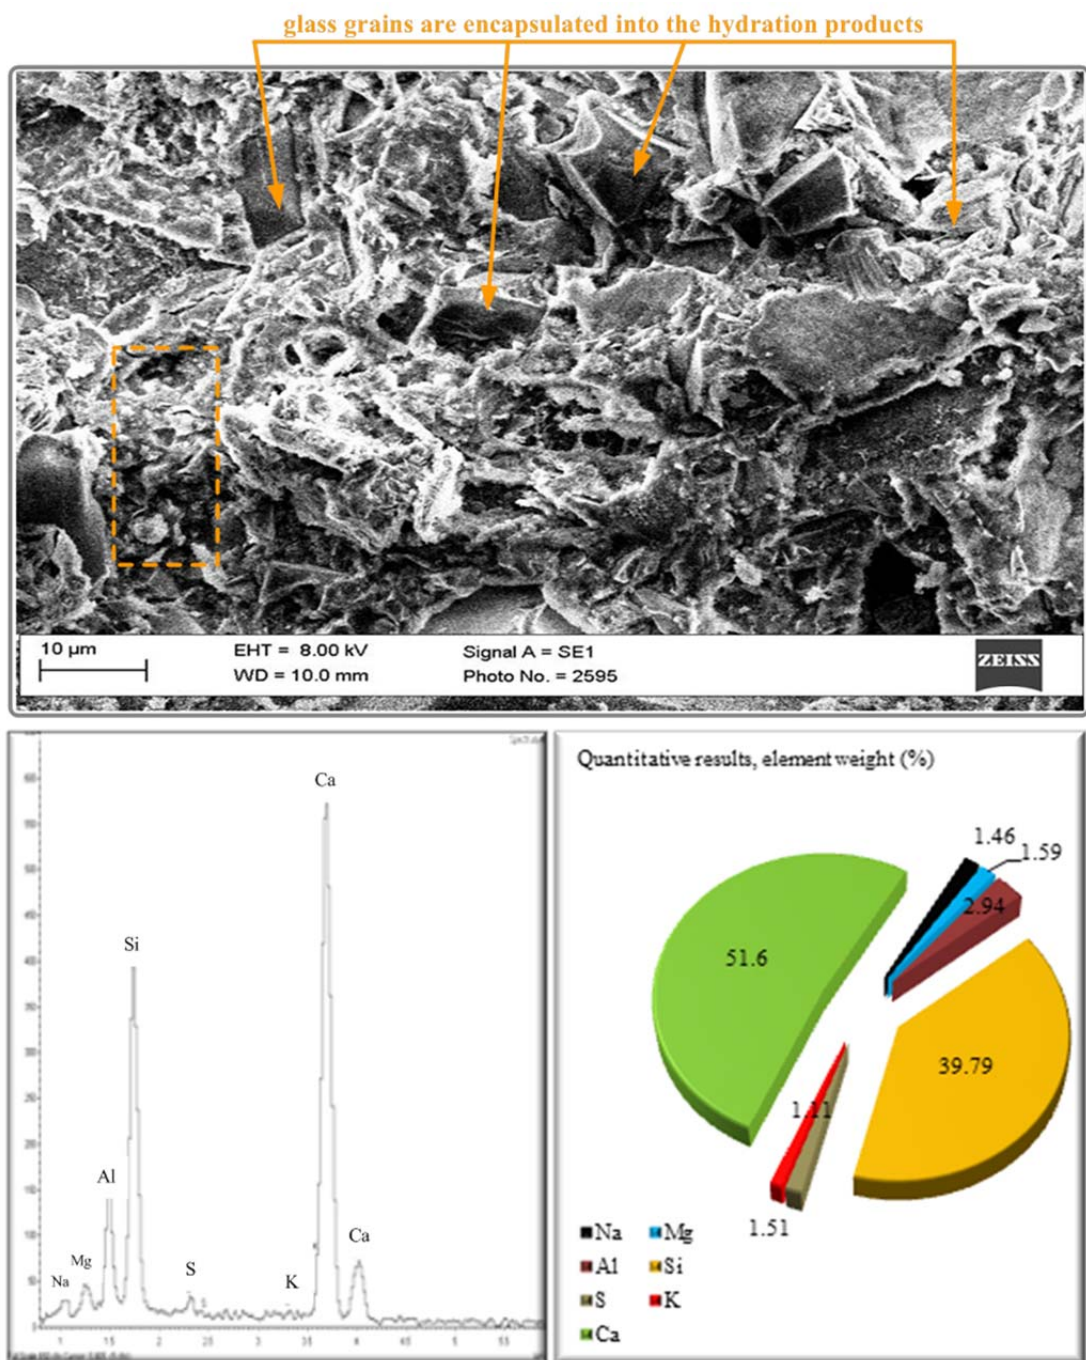 glass grains are encapsulated into the hydration products
10 µm
EHT = 8.00 kV
Signal A = SE1
ZEISS
WD = 10.0 mm
Photo No. = 2595
Ca
Si
Al
Mg
Na
S
K
Ca
Quantitative results, element weight (%)
1.46
1.59
2.94
51.6
39.79
1.11
1.51
Na
Mg
Al
Si
S
K
Ca